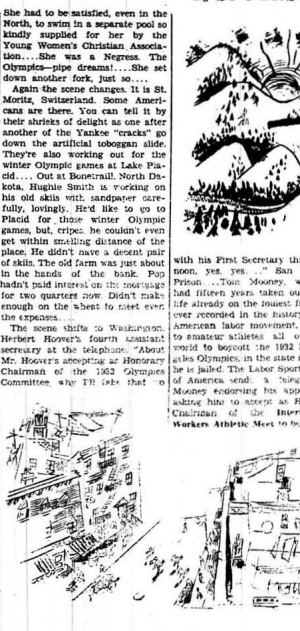 She had to be satisfied, even in the
North, to swim in a separate pool so
kindly supplied for her by the
Young Women's Christian Associa-
tion....She was a Negress. The
Olympics—pipe dreams!....She set
down another fork, just so....
Again the scene changes. It is St.
Moritz, Switzerland. Some Ameri-
cans are there. You can tell it by
their shrieks of delight as one after
another of the Yankee "cracks" go
down the artificial toboggan slide.
They're also working out for the
winter Olympic games at Lake Pla-
cid.... Out at Bonetrail, North Da-
kota, Hughie Smith is working on
his old skiis with sandpaper care-
fully, lovingly. He'd like to go to
Placid for those winter Olympic
games, but, cripes, he couldn't even
get within smelling distance of the
place. He didn't have a decent pair
of skiis. The old farm was just about
in the hands of the bank. Pop
hadn't paid interest on the mortgage
for two quarters now. Didn't make
enough on the wheat to meet even
the expenses....
The scene shifts to Washington.
Herbert Hoover's fourth assistant
secretary at the telephone. "About
Mr. Hoover's accepting as Honorary
Chairman of the 1932 Olympics
Committee, why I'll take that
with his First Secretary
noon, yes, yes. ..." San
Prison....Tom Mooney,
had fifteen years taken
life already on the foulest
ever recorded in the
American labor movement,
to amateur athletes all
world to boycott the 1932
Olympics, in the state
he is jailed. The Labor
of America sends a
Mooney endorsing his
asking him to accept as
Chairman of the
Workers Athletic Meet to